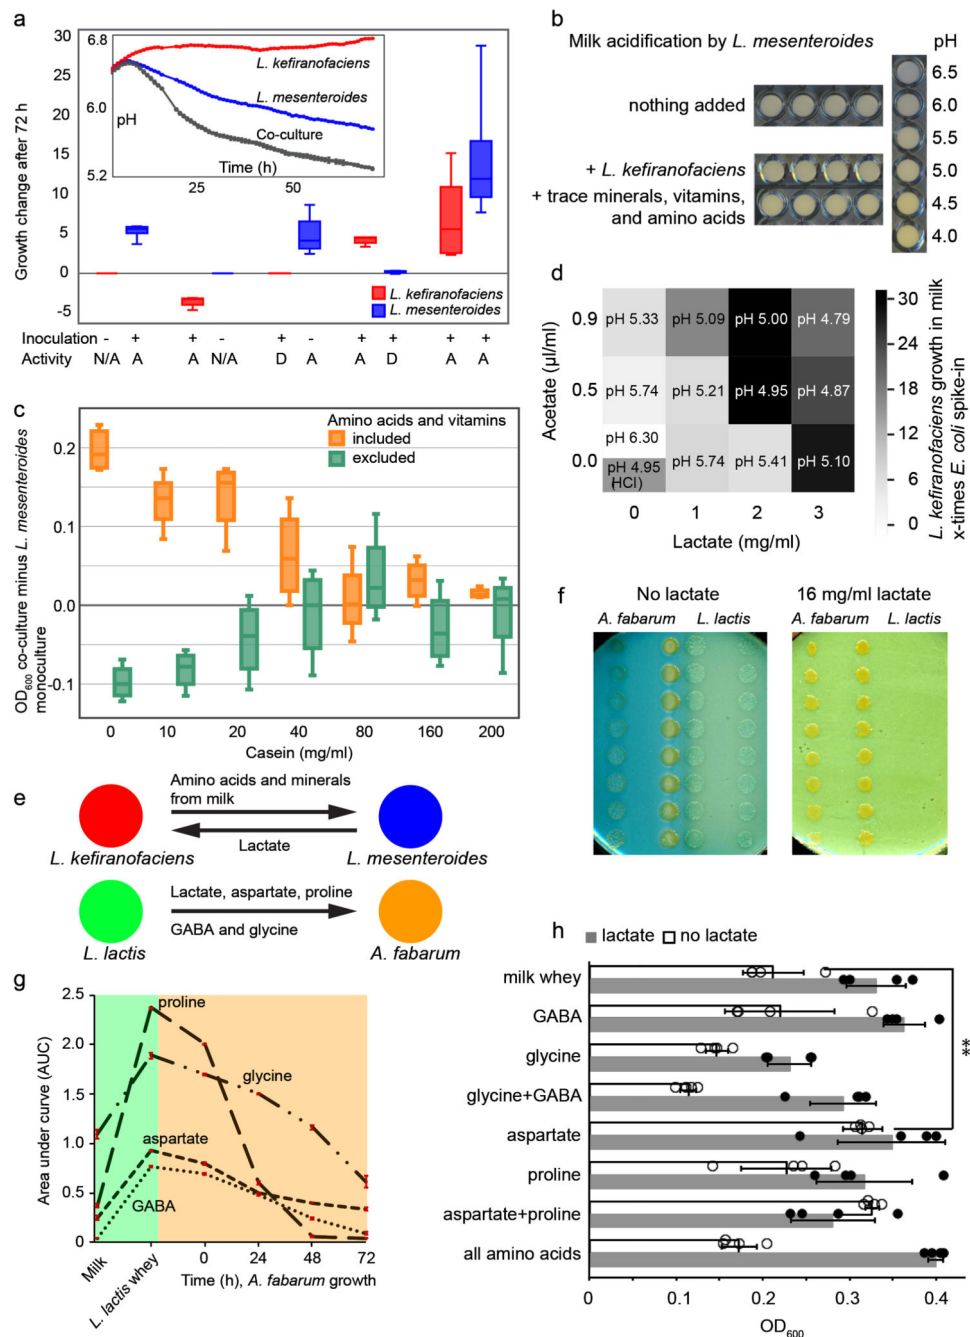 a
30
25
20
15
10
5
0
-5
Growth change after 72 h
6.8
6.0
5.2
pH
L. kefiranofaciens
L. mesenteroides
Co-culture
Time (h)
25
50
L. kefiranofaciens
L. mesenteroides
Inoculation - + + - + - + + + +
Activity N/A A A N/A D A A D A A
b
Milk acidification by L. mesenteroides
pH
nothing added
+ L. kefiranofaciens
+ trace minerals, vitamins,
and amino acids
6.5
6.0
5.5
5.0
4.5
4.0
c
Amino acids and vitamins
included
excluded
0.2
0.1
0.0
-0.1
OD600 co-culture minus L. mesenteroides
monoculture
0 10 20 40 80 160 200
Casein (mg/ml)
d
Acetate (µl/ml)
0.9
0.5
0.0
pH 5.33 pH 5.09 pH 5.00 pH 4.79
pH 5.74 pH 5.21 pH 4.95 pH 4.87
pH 6.30
pH 4.95
(HCl)
pH 5.74 pH 5.41 pH 5.10
0 1 2 3
Lactate (mg/ml)
30
24
18
12
6
0
L. kefiranofaciens growth in milk
x-times E. coli spike-in
e
Amino acids and minerals
from milk
Lactate
L. kefiranofaciens
L. mesenteroides
Lactate, aspartate, proline
GABA and glycine
L. lactis
A. fabarum
f
No lactate
16 mg/ml lactate
A. fabarum L. lactis
A. fabarum L. lactis
g
Area under curve (AUC)
2.5
2.0
1.5
1.0
0.5
0
proline
glycine
aspartate
GABA
Milk
L. lactis whey
0 24 48 72
Time (h), A. fabarum growth
h
lactate
no lactate
milk whey
GABA
glycine
glycine+GABA
aspartate
proline
aspartate+proline
all amino acids
**
0 0.1 0.2 0.3 0.4
OD600